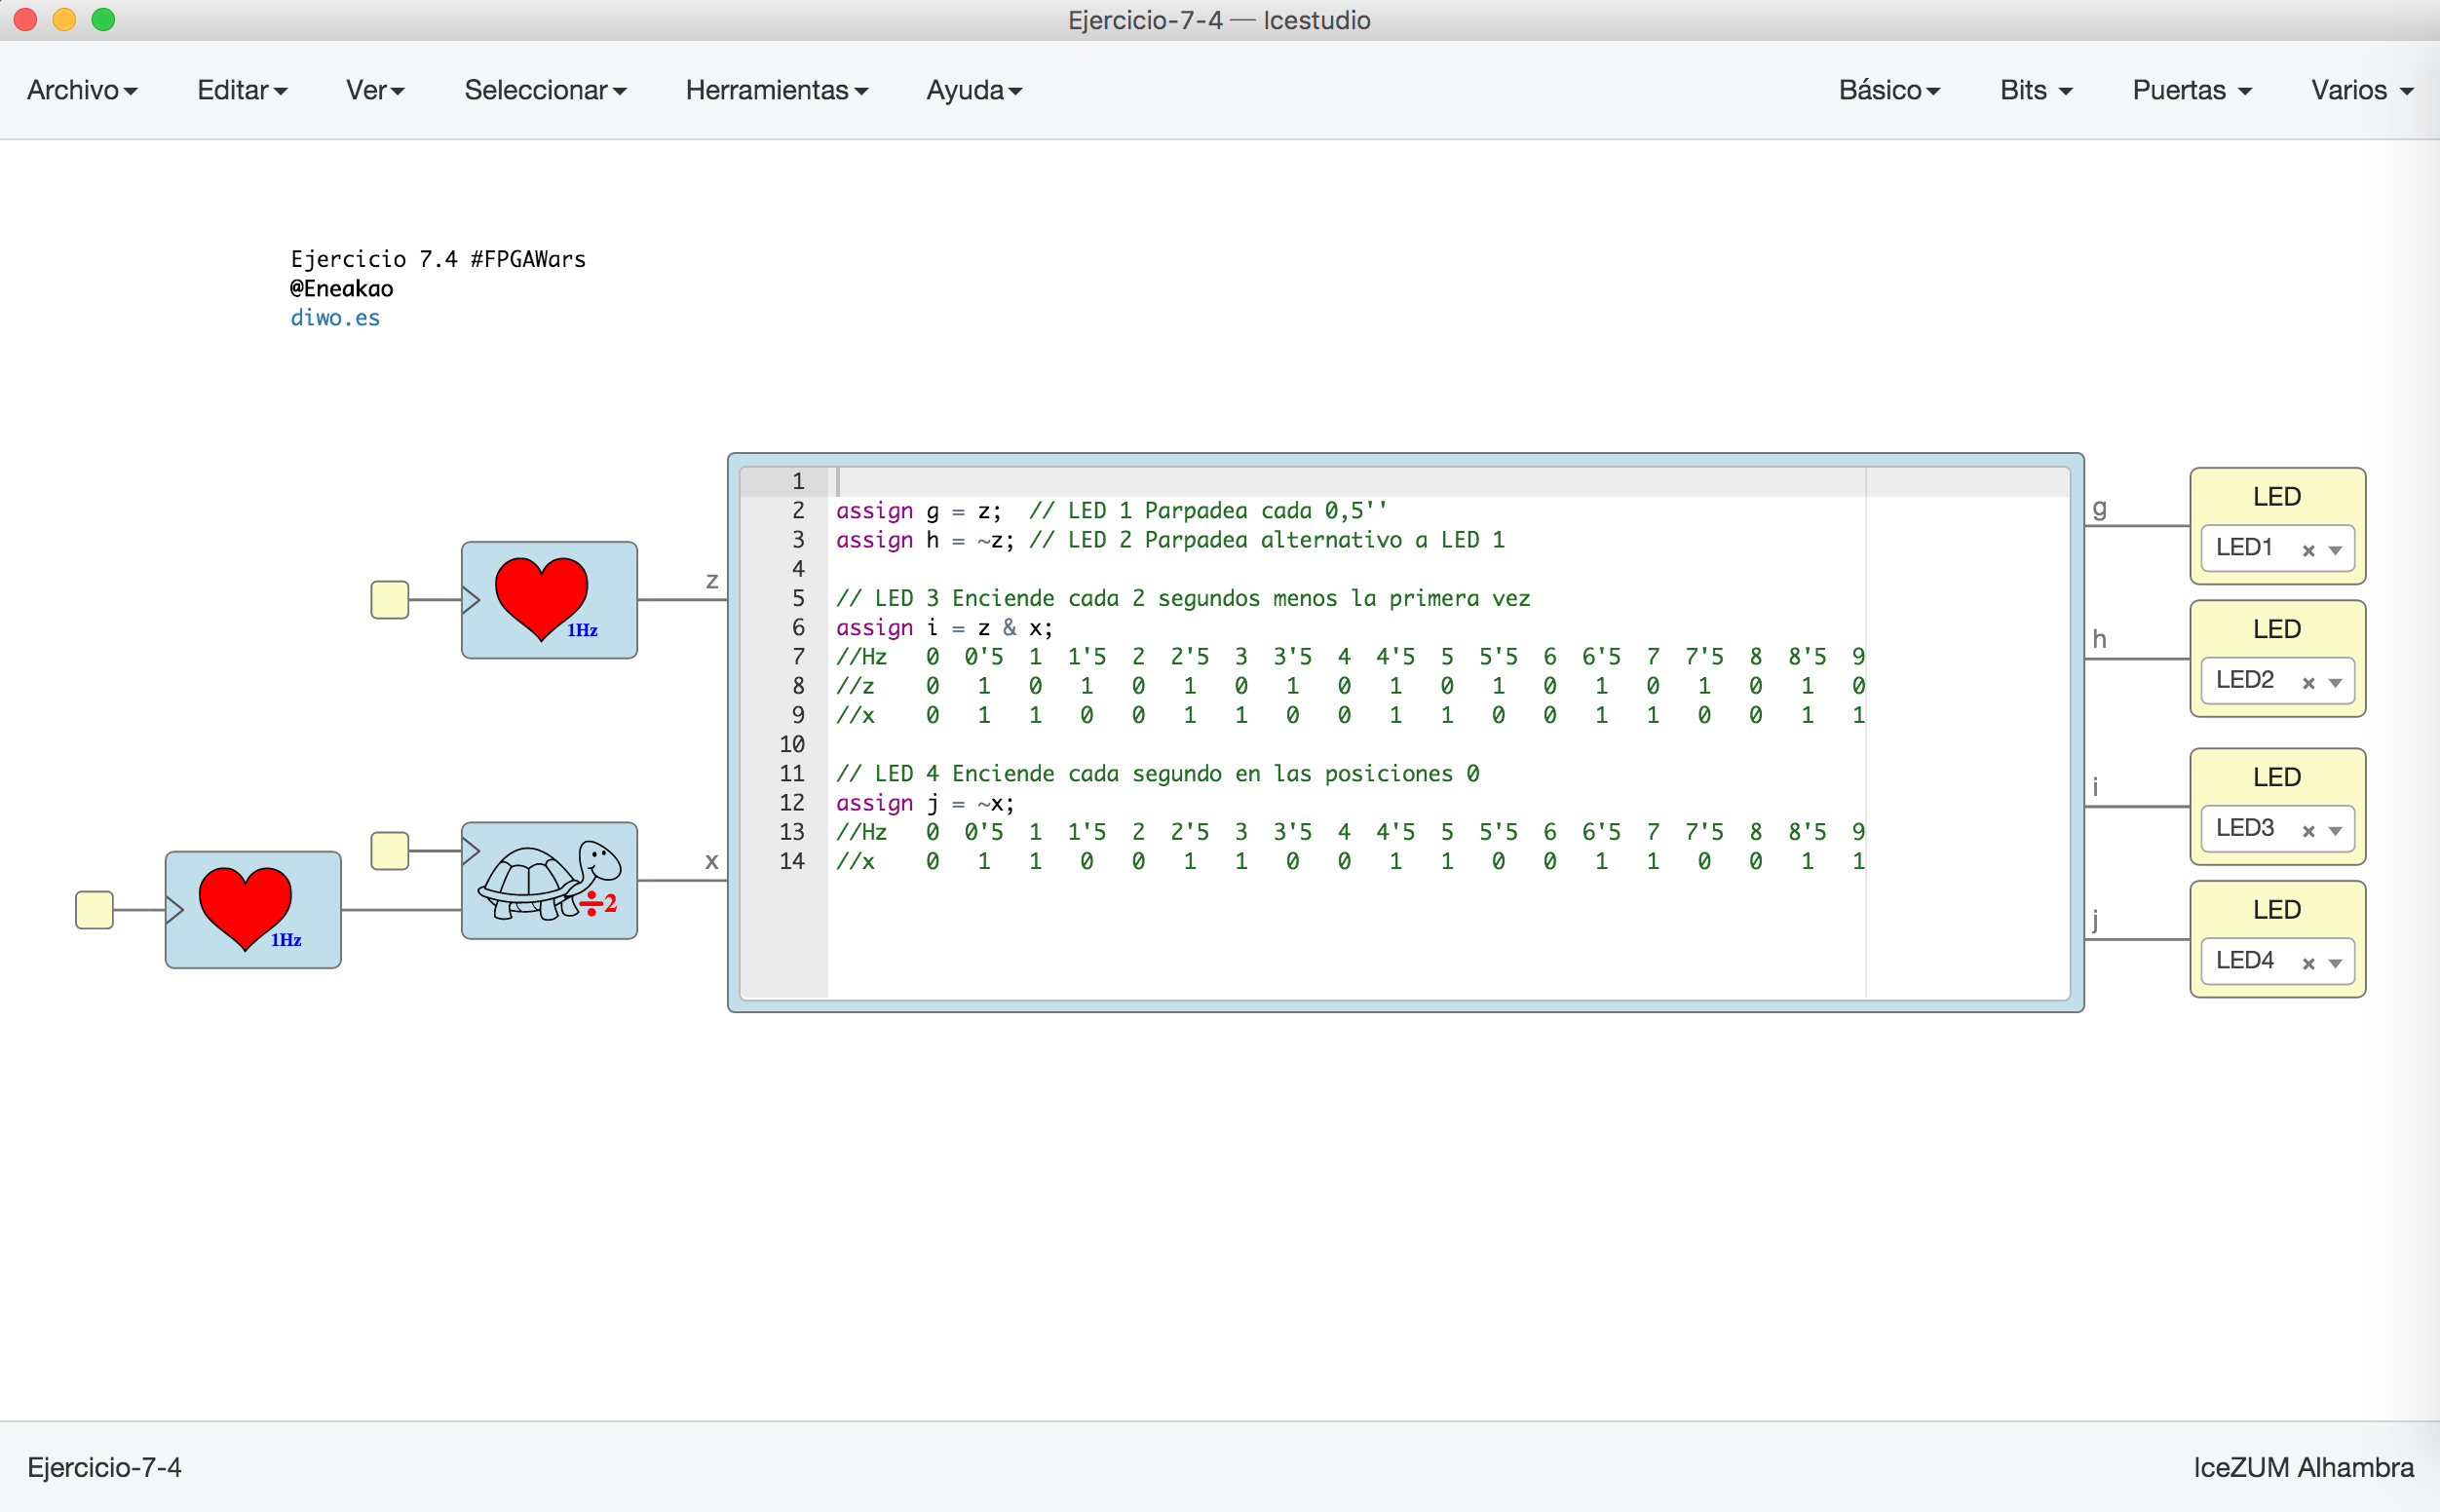 Ejercicio-7-4 — Icestudio
Archivo Editar Ver Seleccionar Herramientas Ayuda Básico Bits Puertas Varios
Ejercicio 7.4 #FPGAWars
@Eneakao
diwo.es
1Hz
z
1Hz
÷2
x
1
2 assign g = z;  // LED 1 Parpadea cada 0,5''
3 assign h = ~z; // LED 2 Parpadea alternativo a LED 1
4
5 // LED 3 Enciende cada 2 segundos menos la primera vez
6 assign i = z & x;
7 //Hz   0  0'5  1  1'5  2  2'5  3  3'5  4  4'5  5  5'5  6  6'5  7  7'5  8  8'5  9
8 //z    0   1   0   1   0   1   0   1   0   1   0   1   0   1   0   1   0   1   0
9 //x    0   1   1   0   0   1   1   0   0   1   1   0   0   1   1   0   0   1   1
10
11 // LED 4 Enciende cada segundo en las posiciones 0
12 assign j = ~x;
13 //Hz   0  0'5  1  1'5  2  2'5  3  3'5  4  4'5  5  5'5  6  6'5  7  7'5  8  8'5  9
14 //x    0   1   1   0   0   1   1   0   0   1   1   0   0   1   1   0   0   1   1
g
LED
LED1
h
LED
LED2
i
LED
LED3
j
LED
LED4
Ejercicio-7-4
IceZUM Alhambra